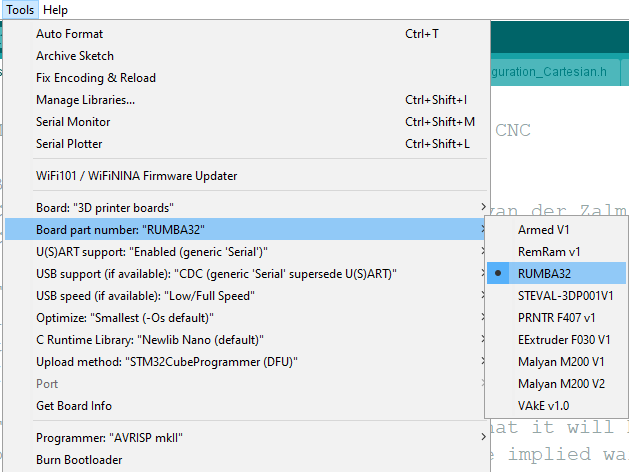 Tools Help
Auto Format Ctrl+T
Archive Sketch
Fix Encoding & Reload
guration_Cartesian.h
Manage Libraries... Ctrl+Shift+I
Serial Monitor Ctrl+Shift+M
CNC
Serial Plotter Ctrl+Shift+L
WiFi101 / WiFiNINA Firmware Updater
Board: "3D printer boards"
van der Zalm
Board part number: "RUMBA32"
U(S)ART support: "Enabled (generic 'Serial')"
USB support (if available): "CDC (generic 'Serial' supersede U(S)ART)"
USB speed (if available): "Low/Full Speed"
Optimize: "Smallest (-Os default)"
C Runtime Library: "Newlib Nano (default)"
Upload method: "STM32CubeProgrammer (DFU)"
Port
Get Board Info
Programmer: "AVRISP mkII"
Burn Bootloader
Armed V1
RemRam v1
RUMBA32
STEVAL-3DP001V1
PRNTR F407 v1
EExtruder F030 V1
Malyan M200 V1
Malyan M200 V2
VAkE v1.0
hat it will
implied wa